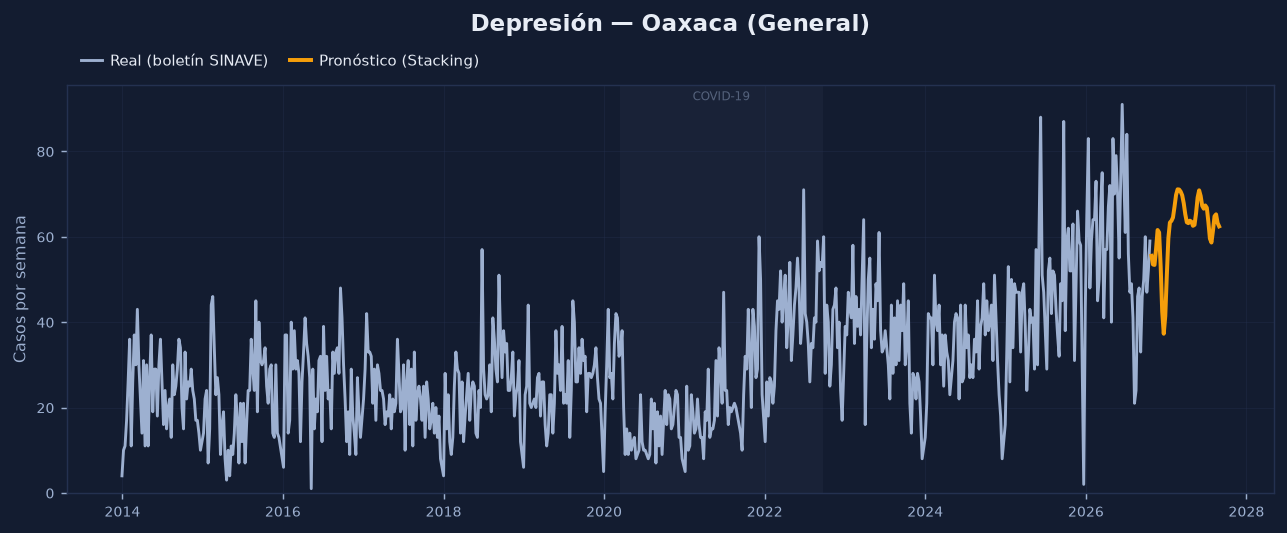 Depresión — Oaxaca (General)
Real (boletín SINAVE)
Pronóstico (Stacking)
COVID-19
Casos por semana
80
60
40
20
0
2014
2016
2018
2020
2022
2024
2026
2028